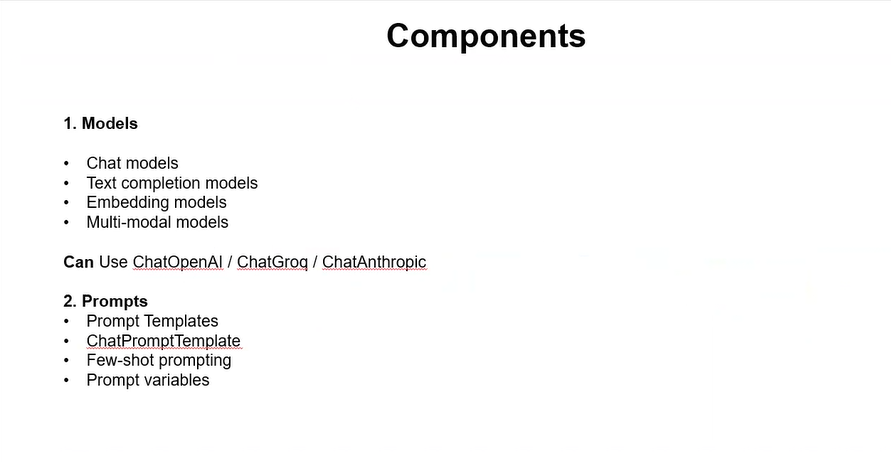 Components
1. Models
• Chat models
• Text completion models
• Embedding models
• Multi-modal models
Can Use ChatOpenAI / ChatGroq / ChatAnthropic
2. Prompts
• Prompt Templates
• ChatPromptTemplate
• Few-shot prompting
• Prompt variables